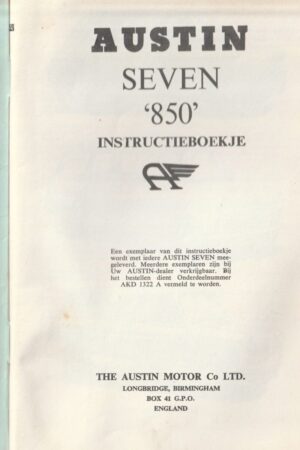 AUSTIN
SEVEN
‘850’
INSTRUCTIEBOEKJE
Een exemplaar van dit instructieboekje
wordt met iedere AUSTIN SEVEN mee-
geleverd. Meerdere exemplaren zijn bij
Uw AUSTIN-dealer verkrijgbaar. Bij
het bestellen dient Onderdeelnummer
AKD 1322 A vermeld te worden.
THE AUSTIN MOTOR Co LTD.
LONGBRIDGE, BIRMINGHAM
BOX 41 G.P.O.
ENGLAND